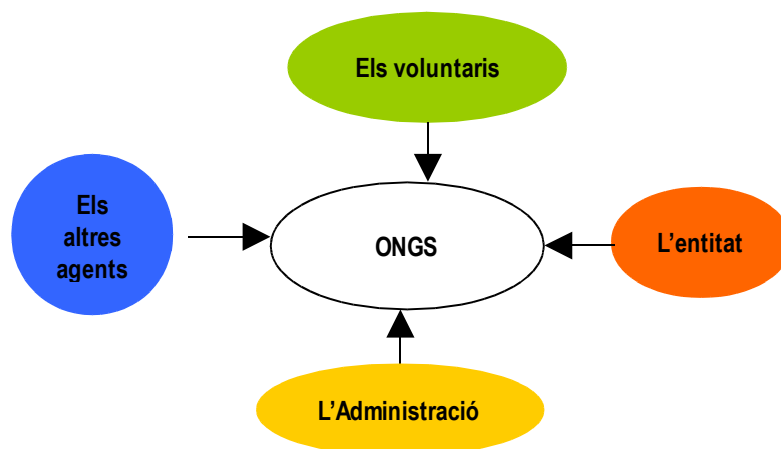 Els voluntaris
Els
altres
agents
ONGS
L’entitat
L’Administració